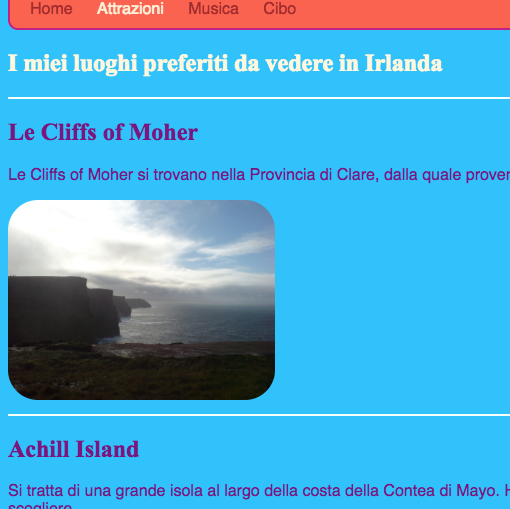 Home Attrazioni Musica Cibo
I miei luoghi preferiti da vedere in Irlanda
Le Cliffs of Moher
Le Cliffs of Moher si trovano nella Provincia di Clare, dalla quale
Achill Island
Si tratta di una grande isola al largo della costa della Contea di Mayo.
scogliere